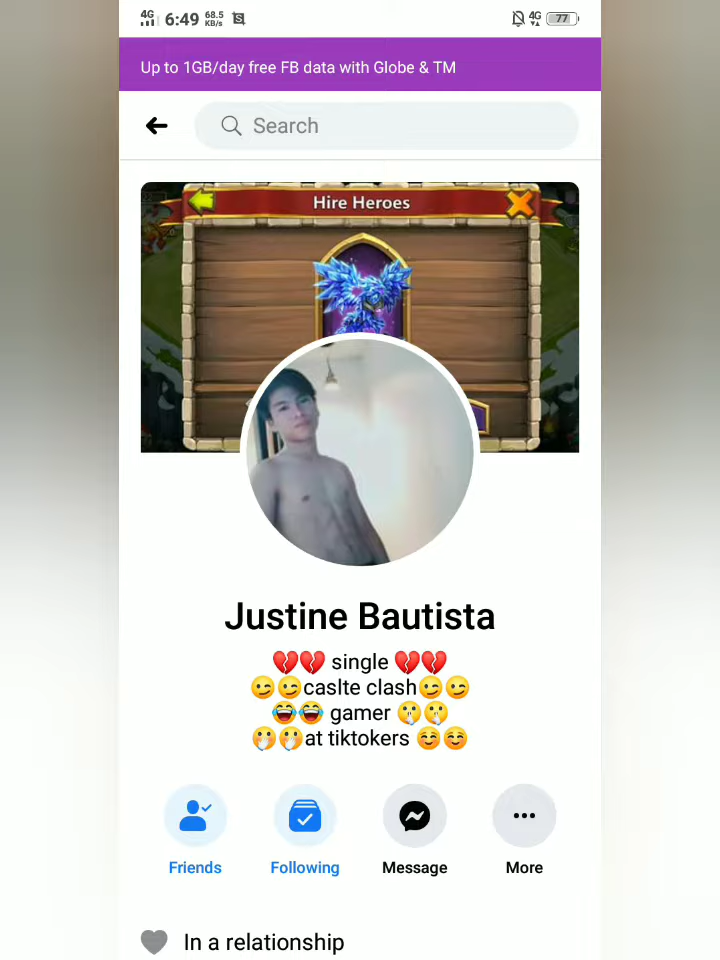 4G 6:49 68.5 KB/s 4G 77
Up to 1GB/day free FB data with Globe & TM
Search
Hire Heroes
Justine Bautista
💔💔 single 💔💔
😉😉caslte clash😉😉
😂😂 gamer 🤫🤫
🤭🤭at tiktokers ☺️☺️
Friends Following Message More
In a relationship